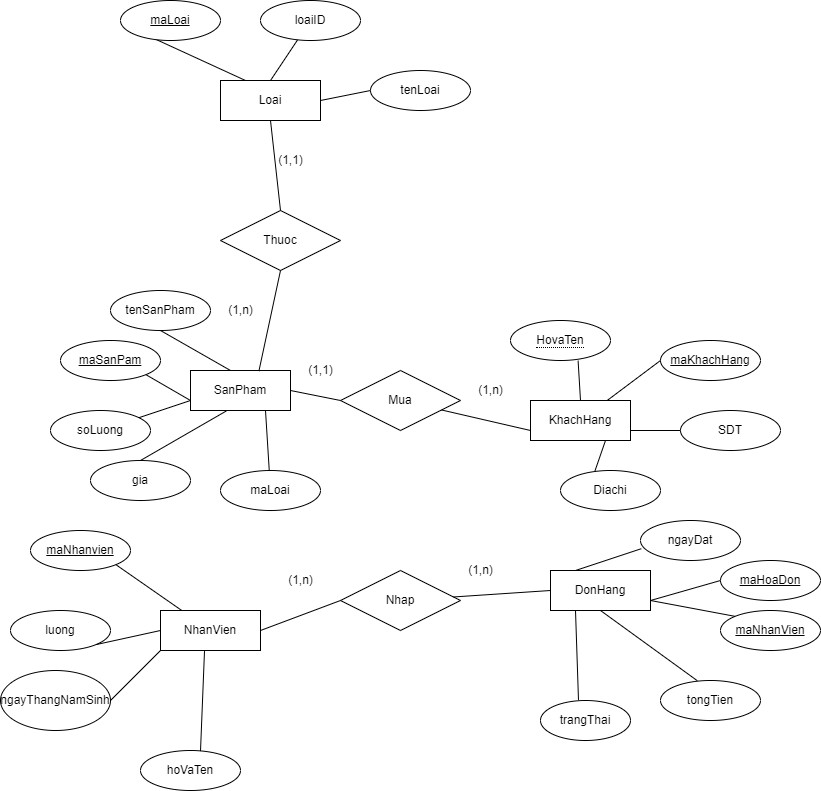 maLoai
loaiID
tenLoai
Loai
(1,1)
Thuoc
tenSanPham
(1,n)
maSanPam
SanPham
(1,1)
Mua
(1,n)
HovaTen
maKhachHang
KhachHang
SDT
soLuong
gia
maLoai
Diachi
maNhanvien
(1,n)
Nhap
(1,n)
ngayDat
DonHang
maHoaDon
maNhanVien
luong
NhanVien
ngayThangNamSinh
hoVaTen
trangThai
tongTien